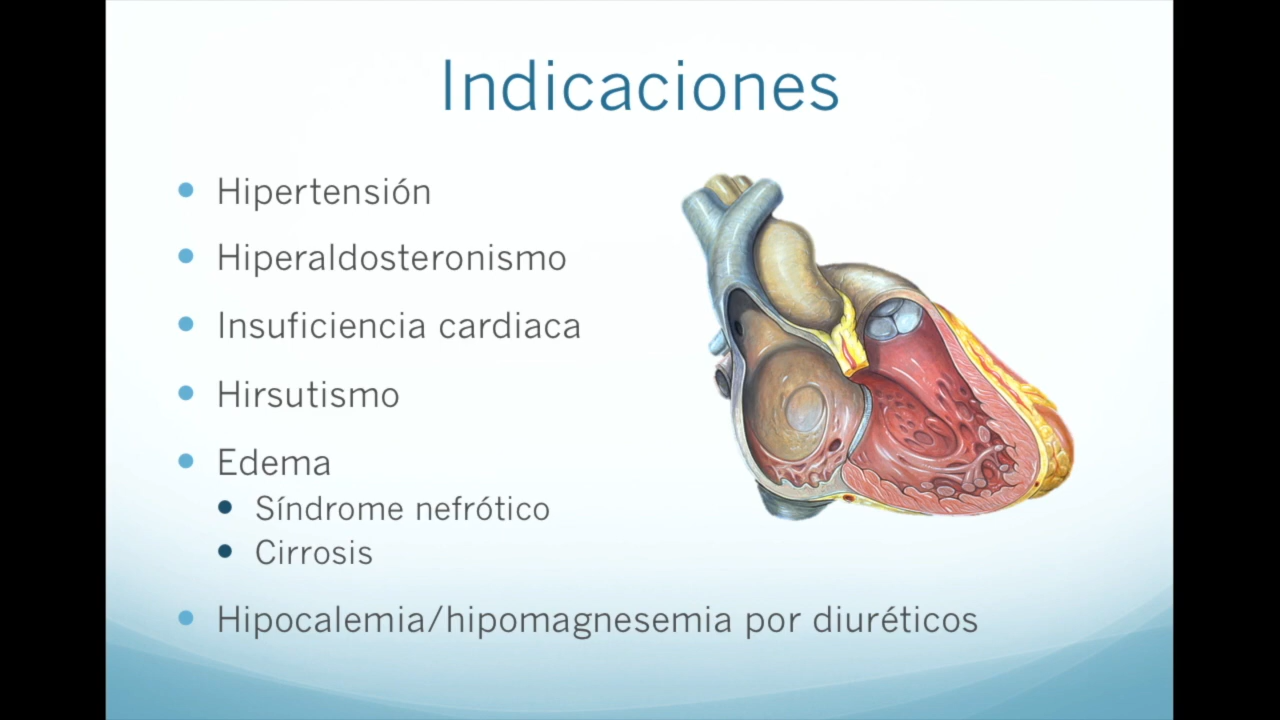 Indicaciones
Hipertensión
Hiperaldosteronismo
Insuficiencia cardiaca
Hirsutismo
Edema
Síndrome nefrótico
Cirrosis
Hipocalemia/hipomagnesemia por diuréticos